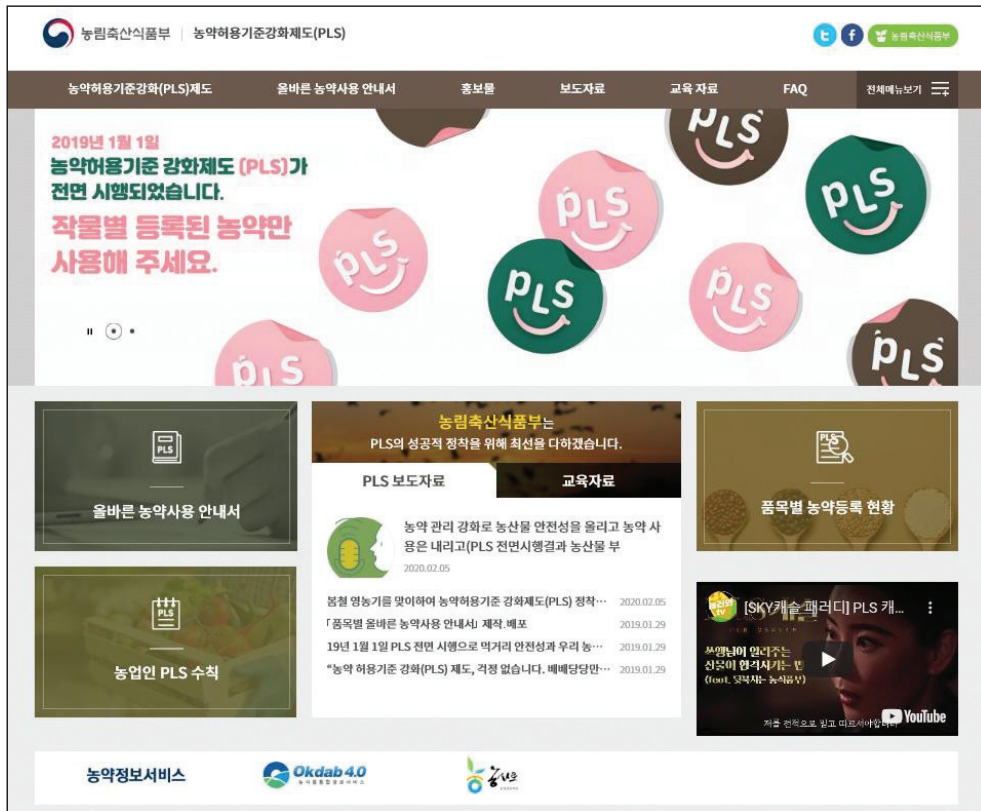 농림축산식품부 | 농약허용기준강화제도(PLS)
농림축산식품부
농약허용기준강화(PLS)제도 올바른 농약사용 안내서 홍보물 보도자료 교육 자료 FAQ 전체메뉴보기
2019년 1월 1일
농약허용기준 강화제도 (PLS)가
전면 시행되었습니다.
작물별 등록된 농약만
사용해 주세요.
PLS
PLS
PLS
PLS
PLS
PLS
PLS
PLS
PLS
올바른 농약사용 안내서
PLS
농업인 PLS 수칙
농림축산식품부는
PLS의 성공적 정착을 위해 최선을 다하겠습니다.
PLS 보도자료 교육자료
농약 관리 강화로 농산물 안전성을 올리고 농약 사
용은 내리고(PLS 전면시행결과 농산물 부
2020.02.05
봄철 영농기를 맞이하여 농약허용기준 강화제도(PLS) 정착… 2020.02.05
「품목별 올바른 농약사용 안내서」 제작.배포 2019.01.29
19년 1월 1일 PLS 전면 시행으로 먹거리 안전성과 우리 농… 2019.01.29
“농약 허용기준 강화(PLS) 제도, 걱정 없습니다. 배배당당만… 2019.01.29
PLS
품목별 농약등록 현황
[SKY캐슬 패러디] PLS 캐...
쓰앵님이 알려주는
YouTube
농약정보서비스
Okdab 4.0